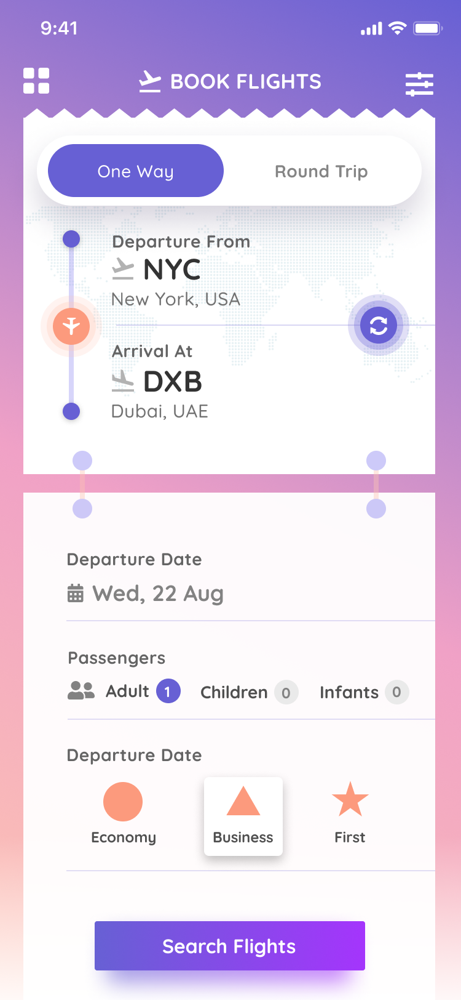 9:41
BOOK FLIGHTS
One Way
Round Trip
Departure From
NYC
New York, USA
Arrival At
DXB
Dubai, UAE
Departure Date
Wed, 22 Aug
Passengers
Adult 1 Children 0 Infants 0
Departure Date
Economy Business First
Search Flights